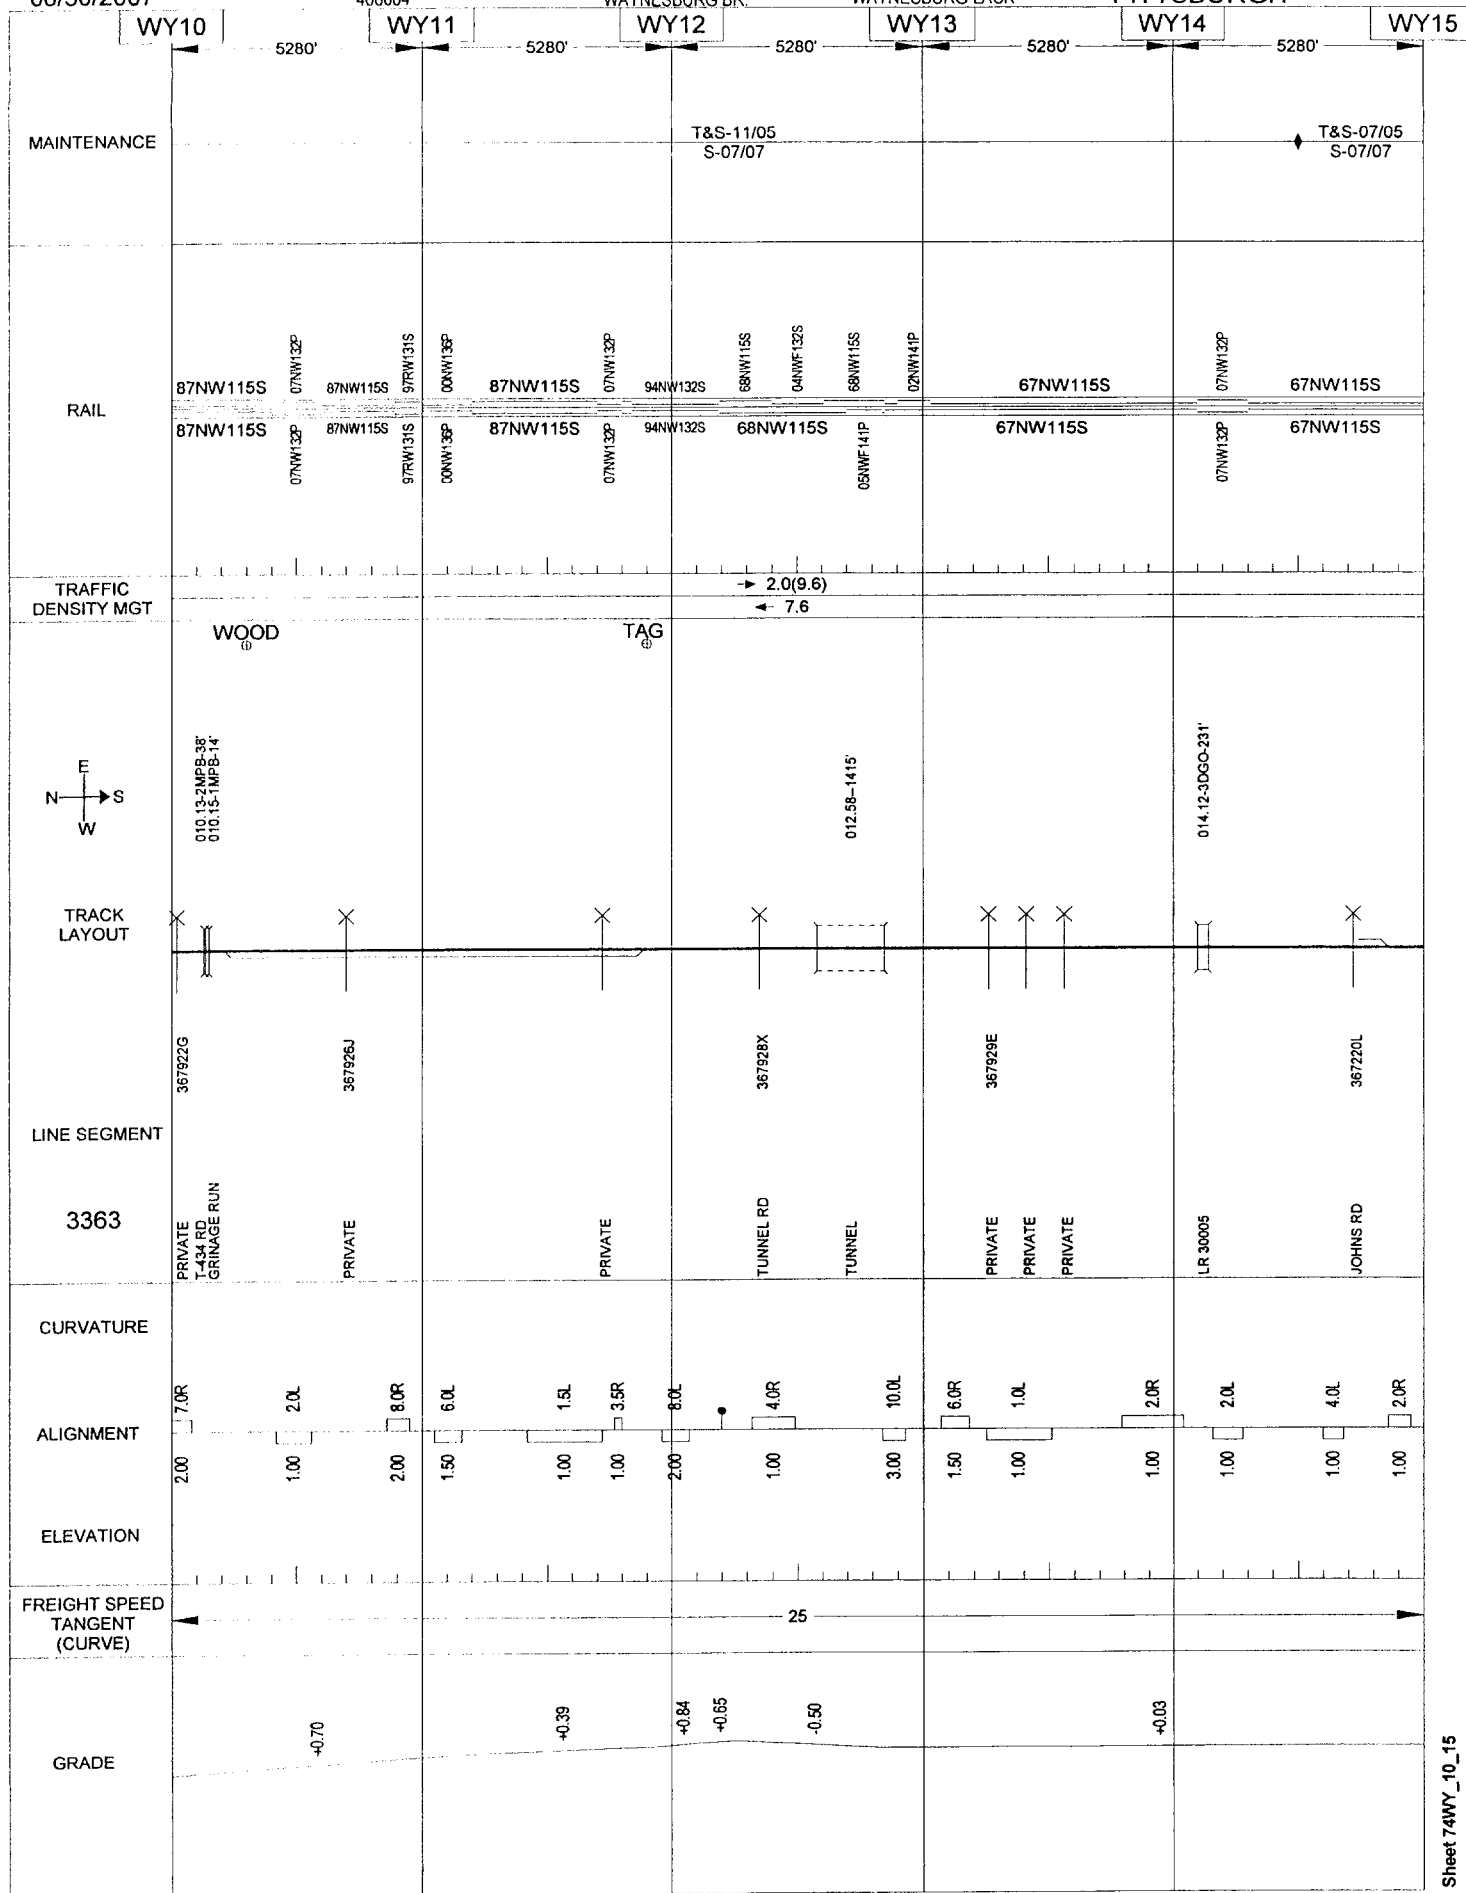 WAYNESBURG BR.
PITTSBURGH
WY10 WY11 WY12 WY13 WY14 WY15
5280' 5280' 5280' 5280' 5280'
MAINTENANCE
T&S-11/05
S-07/07
T&S-07/05
S-07/07
RAIL
87NW115S 07NW132P 87NW115S 97RW131S 00NW136P 87NW115S 07NW132P 94NW132S 68NW115S 04NWF132S 68NW115S 02NW141P 67NW115S 07NW132P 67NW115S
87NW115S 07NW132P 87NW115S 97RW131S 00NW136P 87NW115S 07NW132P 94NW132S 68NW115S 05NWF141P 67NW115S 07NW132P 67NW115S
TRAFFIC
DENSITY MGT
2.0(9.6)
7.6
WOOD TAG
E
N S
W
010.13-2MPB-38'
010.15-1MPB-14'
012.58--1415'
014.12-3DGO-231'
TRACK
LAYOUT
367922G 367926J 367928X 367929E 367220L
LINE SEGMENT
3363
PRIVATE
T-434 RD
GRINAGE RUN
PRIVATE
PRIVATE
TUNNEL RD
TUNNEL
PRIVATE
PRIVATE
PRIVATE
LR 30005
JOHNS RD
CURVATURE
7.0R 2.0L 8.0R 6.0L 1.5L 3.5R 8.0L 4.0R 10.0L 6.0R 1.0L 2.0R 2.0L 4.0L 2.0R
ALIGNMENT
2.00 1.00 2.00 1.50 1.00 1.00 2.00 1.00 3.00 1.50 1.00 1.00 1.00 1.00 1.00
ELEVATION
FREIGHT SPEED
TANGENT
(CURVE)
25
GRADE
+0.70 +0.39 +0.84 +0.65 -0.50 +0.03
Sheet 74WY_10_15